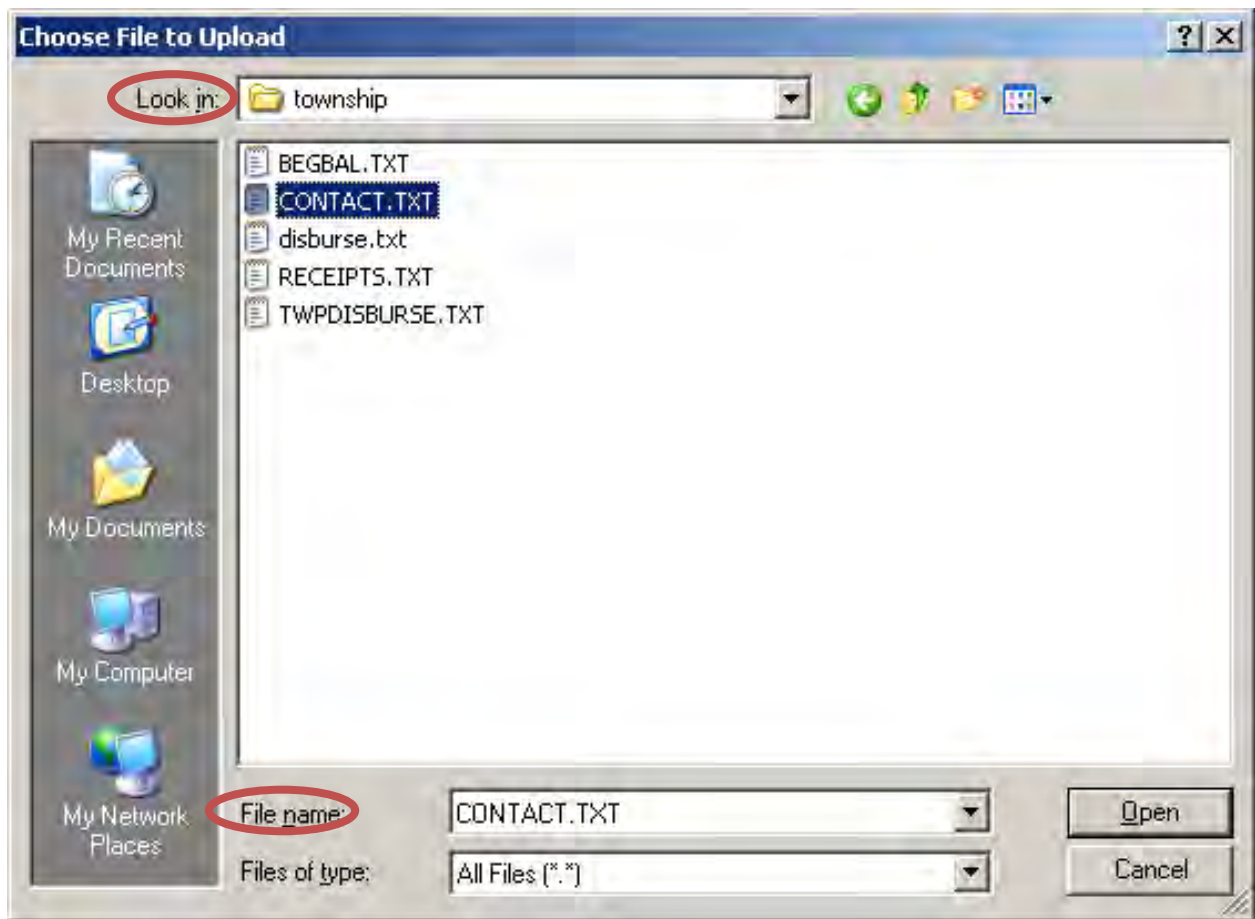 Choose File to Upload
Look in:
township
BEGBAL.TXT
CONTACT.TXT
disburse.txt
RECEIPTS.TXT
TWPDISBURSE.TXT
My Recent
Documents
Desktop
My Documents
My Computer
My Network
Places
File name:
CONTACT.TXT
Open
Files of type:
All Files (*.*)
Cancel